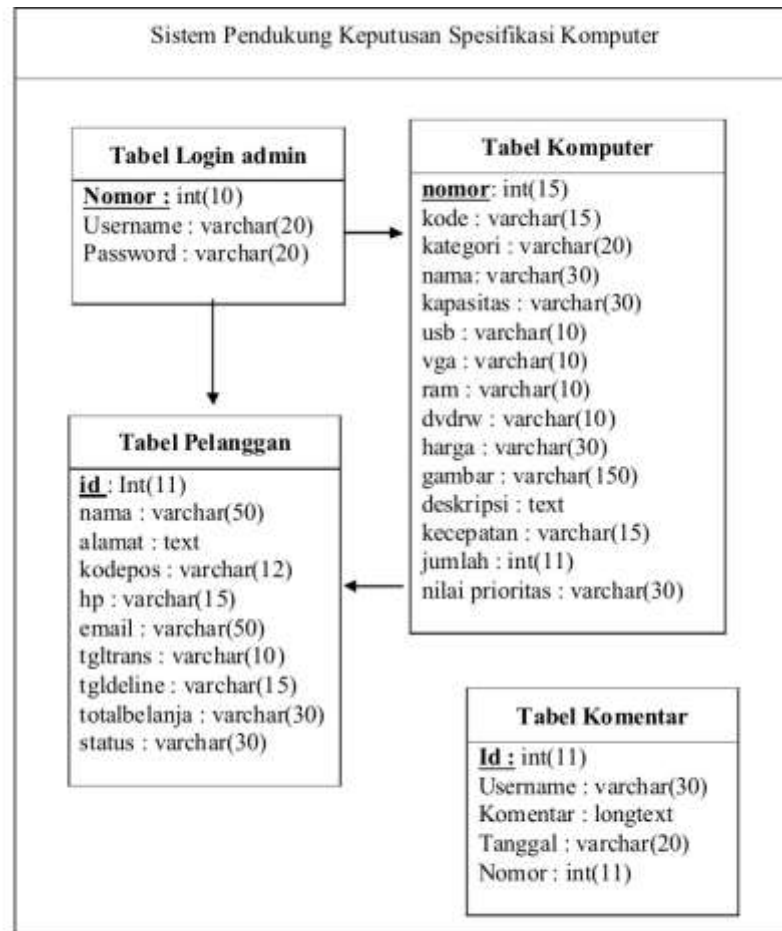 Sistem Pendukung Keputusan Spesifikasi Komputer
Tabel Login admin
Nomor : int(10)
Username : varchar(20)
Password : varchar(20)
Tabel Komputer
nomor: int(15)
kode : varchar(15)
kategori : varchar(20)
nama: varchar(30)
kapasitas : varchar(30)
usb : varchar(10)
vga : varchar(10)
ram : varchar(10)
dvdrw : varchar(10)
harga : varchar(30)
gambar : varchar(150)
deskripsi : text
kecepatan : varchar(15)
jumlah : int(11)
nilai prioritas : varchar(30)
Tabel Pelanggan
id : Int(11)
nama : varchar(50)
alamat : text
kodepos : varchar(12)
hp : varchar(15)
email : varchar(50)
tgltrans : varchar(10)
tgldeline : varchar(15)
totalbelanja : varchar(30)
status : varchar(30)
Tabel Komentar
Id : int(11)
Username : varchar(30)
Komentar : longtext
Tanggal : varchar(20)
Nomor : int(11)